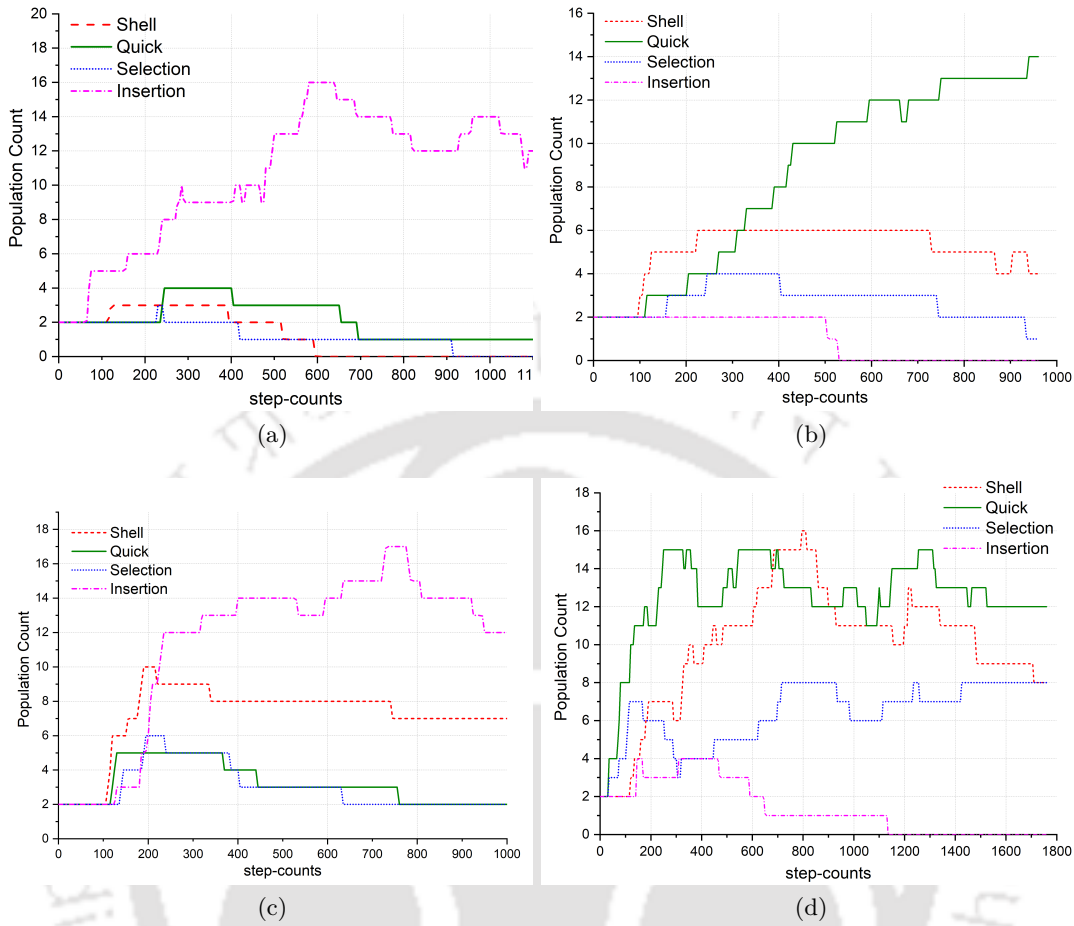 20
18
16
14
12
10
8
6
4
2
0
Population Count
Shell
Quick
Selection
Insertion
0 100 200 300 400 500 600 700 800 900 1000 11
step-counts
(a)
16
14
12
10
8
6
4
2
0
Population Count
Shell
Quick
Selection
Insertion
0 100 200 300 400 500 600 700 800 900 1000
step-counts
(b)
18
16
14
12
10
8
6
4
2
0
Population Count
Shell
Quick
Selection
Insertion
0 100 200 300 400 500 600 700 800 900 1000
step-counts
(c)
18
16
14
12
10
8
6
4
2
0
Population Count
Shell
Quick
Selection
Insertion
0 200 400 600 800 1000 1200 1400 1600 1800
step-counts
(d)